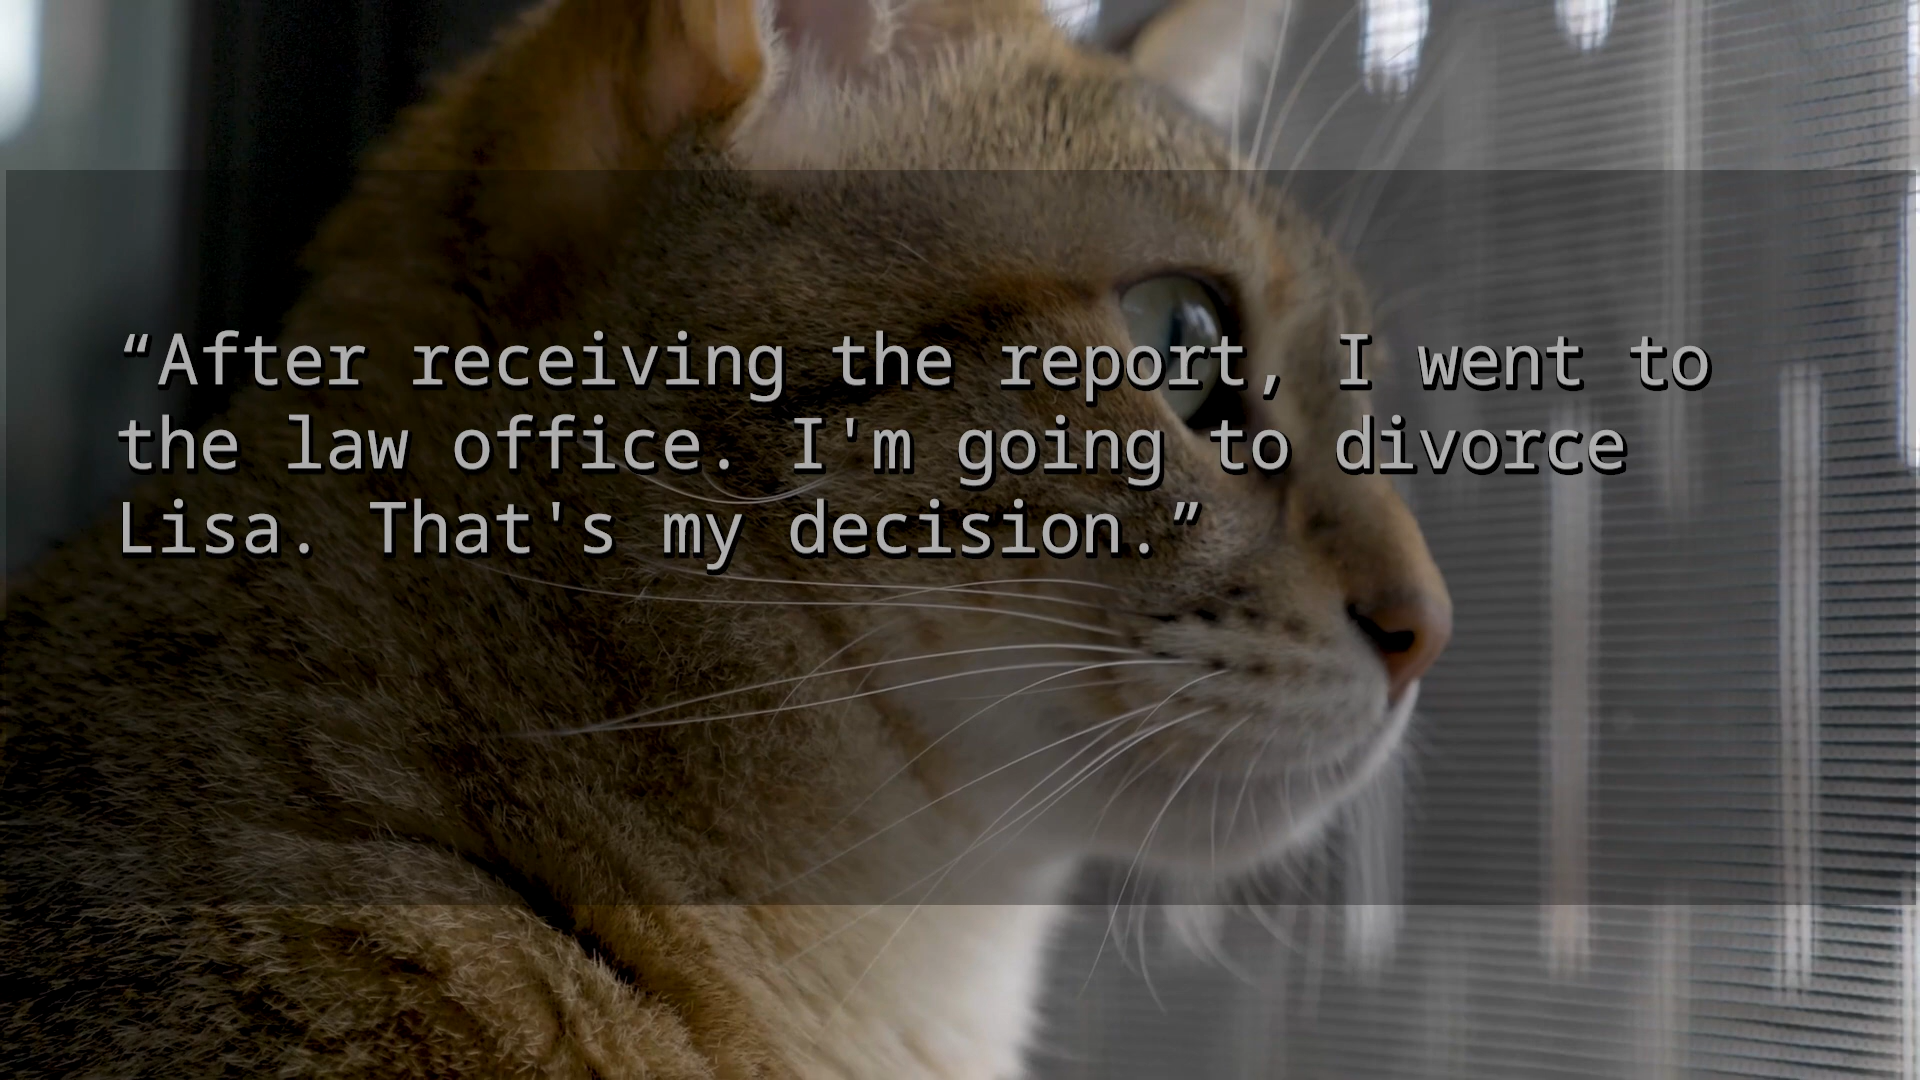 “After receiving the report, I went to
the law office. I'm going to divorce
Lisa. That's my decision.”